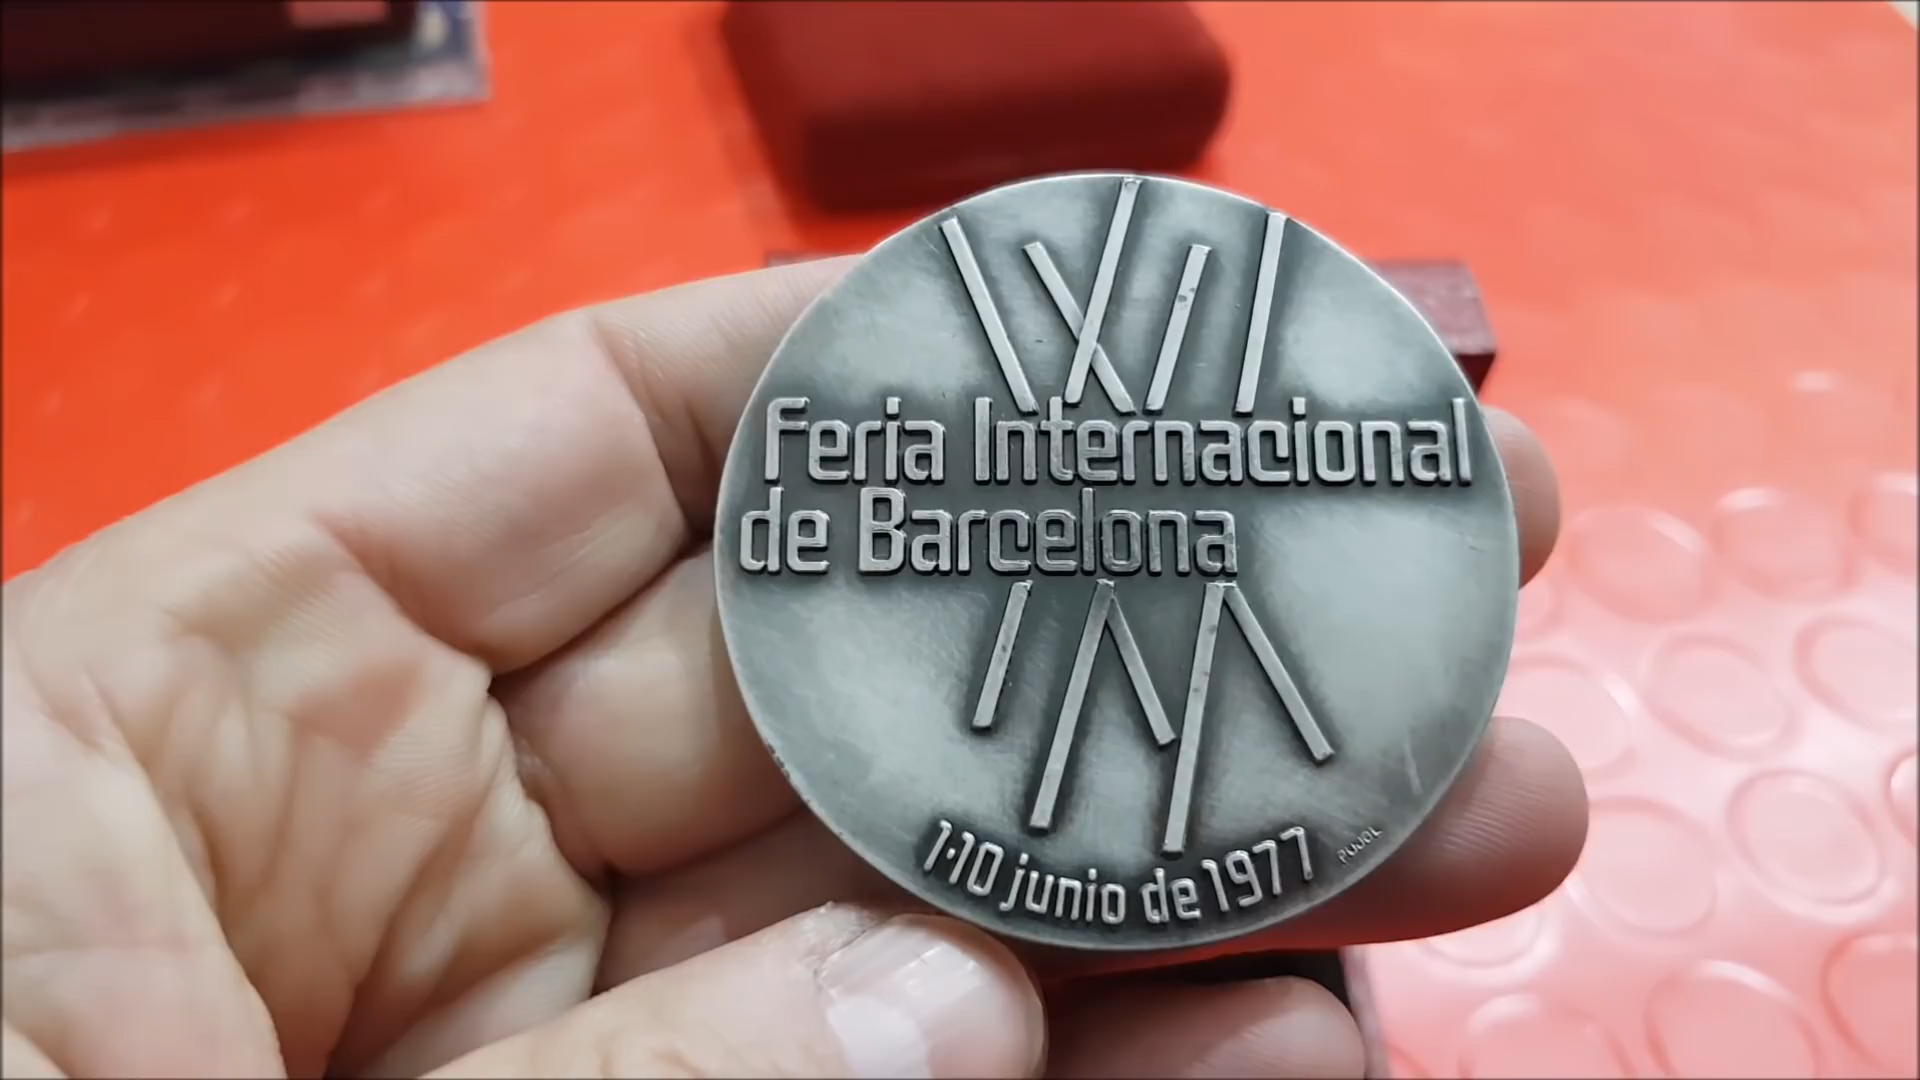 Feria Internacional
de Barcelona
1-10 junio de 1977
PUJOL